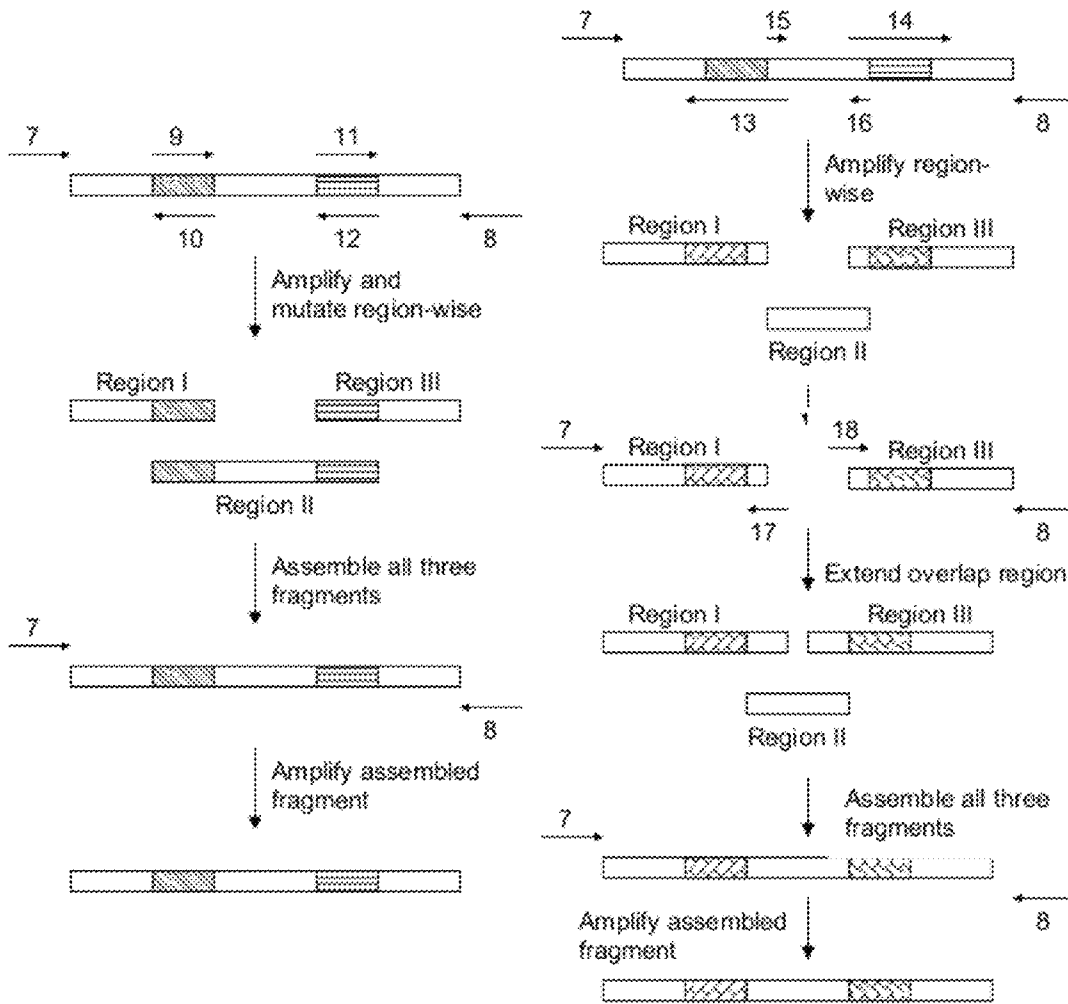 7
9
11
10
12
8
Amplify and
mutate region-wise
Region I
Region III
Region II
Assemble all three
fragments
7
8
Amplify assembled
fragment
7
15
14
13
16
8
Amplify region-
wise
Region I
Region III
Region II
7
Region I
18
Region III
17
8
Extend overlap region
Region I
Region III
Region II
Assemble all three
fragments
7
8
Amplify assembled
fragment